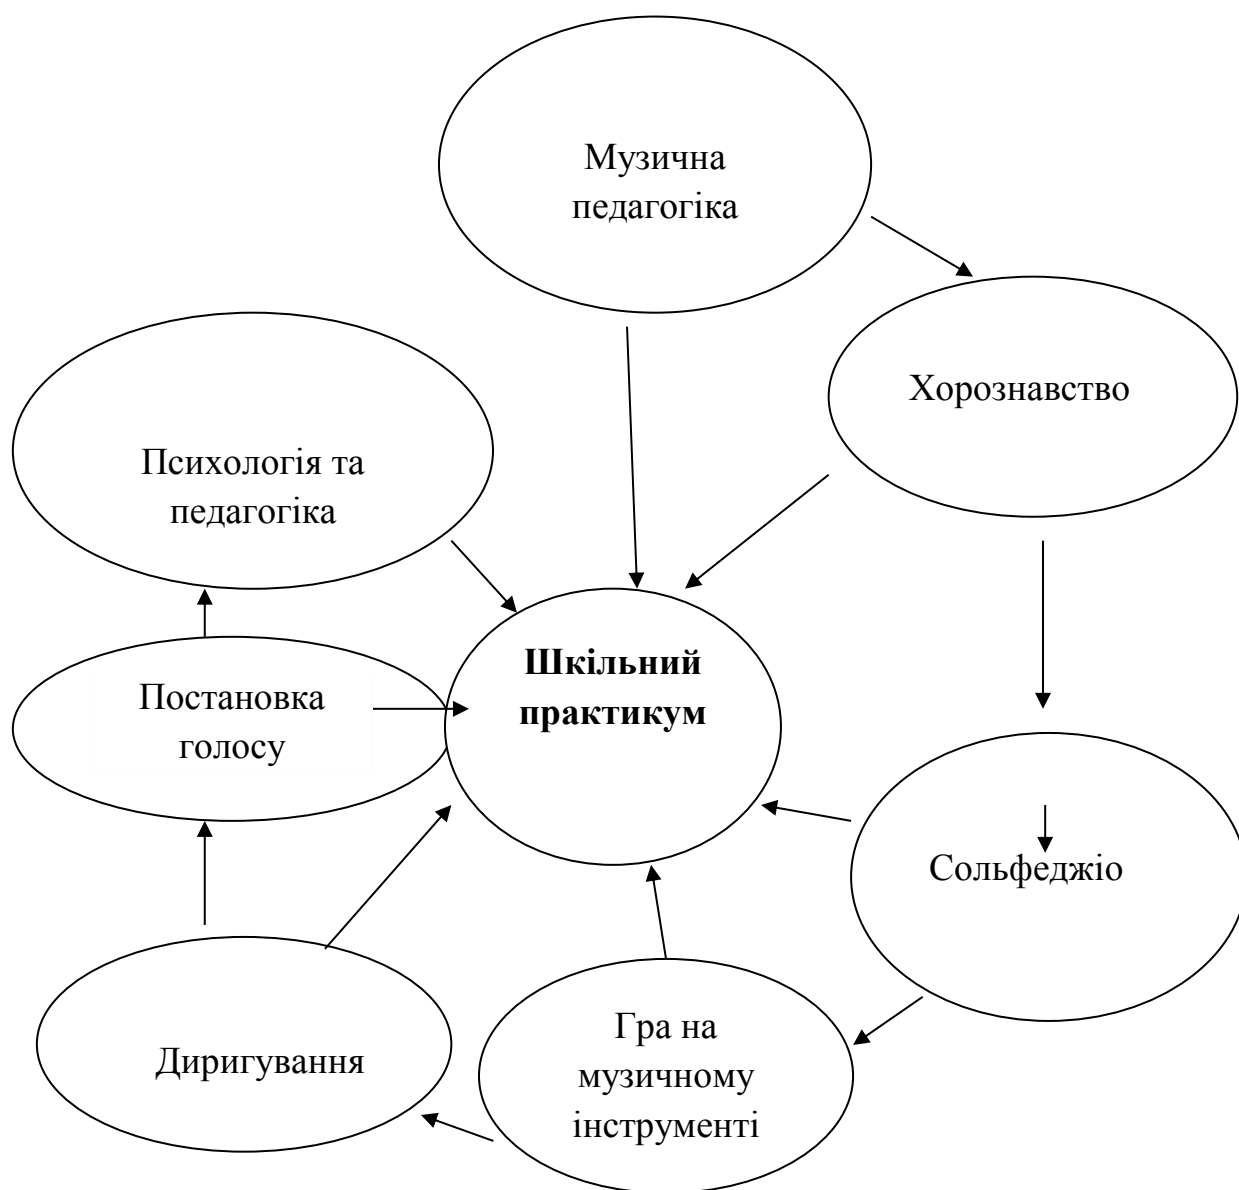 Музична
педагогіка
Хорознавство
Психологія та
педагогіка
Шкільний
практикум
Постановка
голосу
Сольфеджіо
Гра на
музичному
інструменті
Диригування